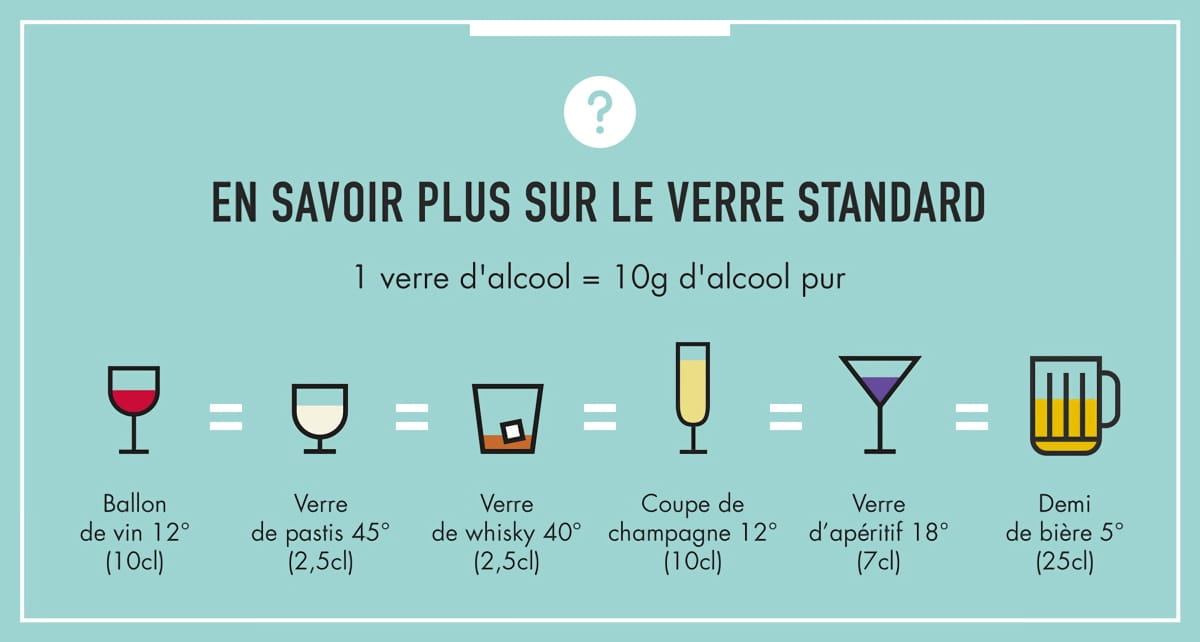 ?
EN SAVOIR PLUS SUR LE VERRE STANDARD
1 verre d'alcool = 10g d'alcool pur
= = = = =
Ballon
de vin 12°
(10cl)
Verre
de pastis 45°
(2,5cl)
Verre
de whisky 40°
(2,5cl)
Coupe de
champagne 12°
(10cl)
Verre
d’apéritif 18°
(7cl)
Demi
de bière 5°
(25cl)